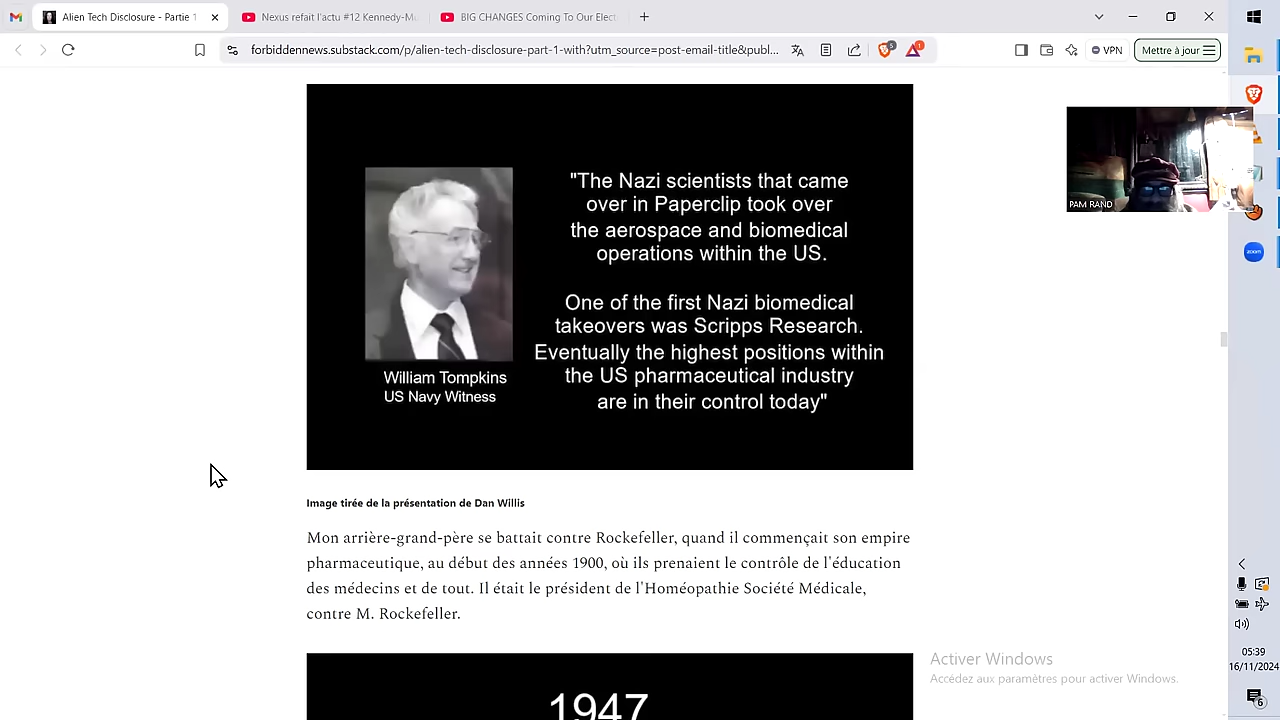 Alien Tech Disclosure - Partie 1
Nexus refait l'actu #12 Kennedy-M
BIG CHANGES Coming To Our Elect
forbiddennews.substack.com/p/alien-tech-disclosure-part-1-with?utm_source=post-email-title&publ...
5
1
VPN
Mettre à jour
"The Nazi scientists that came
over in Paperclip took over
the aerospace and biomedical
operations within the US.
One of the first Nazi biomedical
takeovers was Scripps Research.
Eventually the highest positions within
the US pharmaceutical industry
are in their control today"
William Tompkins
US Navy Witness
PAM RAND
zoom
Image tirée de la présentation de Dan Willis
Mon arrière-grand-père se battait contre Rockefeller, quand il commençait son empire
pharmaceutique, au début des années 1900, où ils prenaient le contrôle de l'éducation
des médecins et de tout. Il était le président de l'Homéopathie Société Médicale,
contre M. Rockefeller.
1947
Activer Windows
Accédez aux paramètres pour activer Windows.
05:39
16/11/2024
6